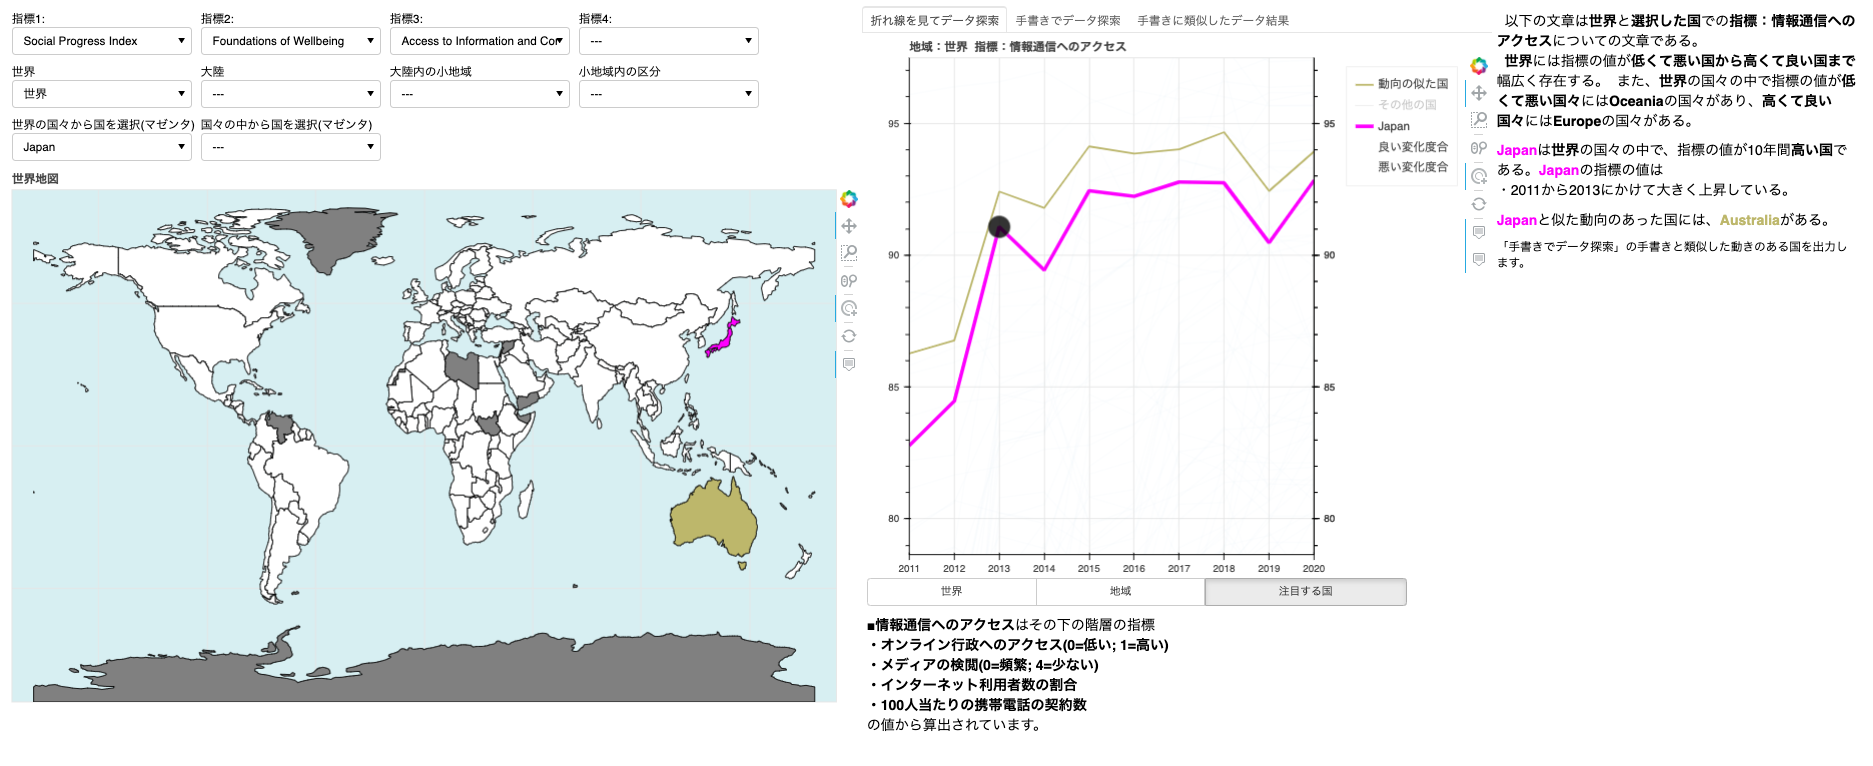 指標1:
指標2:
指標3:
指標4:
Social Progress Index
Foundations of Wellbeing
Access to Information and Cor
---
世界
大陸
大陸内の小地域
小地域内の区分
世界
---
---
---
世界の国々から国を選択(マゼンタ)
国々の中から国を選択(マゼンタ)
Japan
---
世界地図
折れ線を見てデータ探索
手書きでデータ探索
手書きに類似したデータ結果
地域：世界 指標：情報通信へのアクセス
動向の似た国
その他の国
Japan
良い変化度合
悪い変化度合
95
90
85
80
95
90
85
80
2011
2012
2013
2014
2015
2016
2017
2018
2019
2020
世界
地域
注目する国
■情報通信へのアクセスはその下の階層の指標
・オンライン行政へのアクセス(0=低い; 1=高い)
・メディアの検閲(0=頻繁; 4=少ない)
・インターネット利用者数の割合
・100人当たりの携帯電話の契約数
の値から算出されています。
以下の文章は世界と選択した国での指標：情報通信への
アクセスについての文章である。
世界には指標の値が低くて悪い国から高くて良い国まで
幅広く存在する。 また、世界の国々の中で指標の値が低
くて悪い国々にはOceaniaの国々があり、高くて良い
国々にはEuropeの国々がある。
Japanは世界の国々の中で、指標の値が10年間高い国で
ある。Japanの指標の値は
・2011から2013にかけて大きく上昇している。
Japanと似た動向のあった国には、Australiaがある。
「手書きでデータ探索」の手書きと類似した動きのある国を出力し
ます。